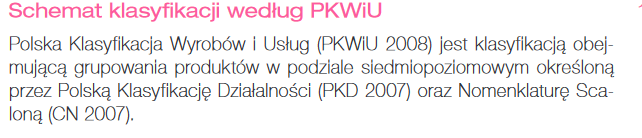 Schemat klasyfikacji według PKWiU
Polska Klasyfikacja Wyrobów i Usług (PKWiU 2008) jest klasyfikacją obej-
mującą grupowania produktów w podziale siedmiopoziomowym określoną
przez Polską Klasyfikację Działalności (PKD 2007) oraz Nomenklaturę Sca-
loną (CN 2007).